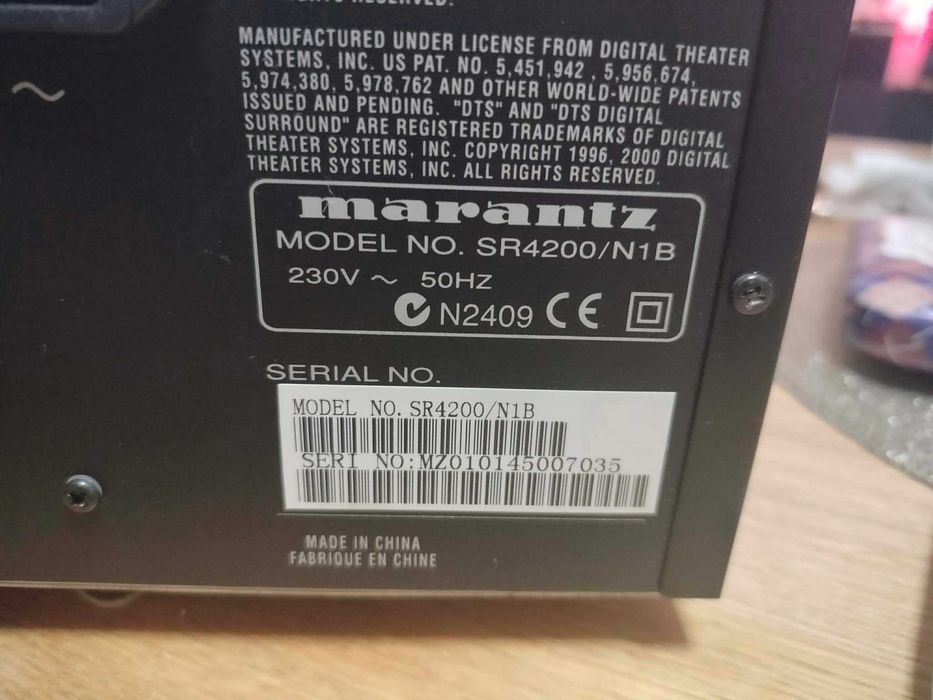 RIGHTS RESERVED.
MANUFACTURED UNDER LICENSE FROM DIGITAL THEATER
SYSTEMS, INC. US PAT. NO. 5,451,942 , 5,956,674,
5,974,380, 5,978,762 AND OTHER WORLD-WIDE PATENTS
ISSUED AND PENDING. "DTS" AND "DTS DIGITAL
SURROUND" ARE REGISTERED TRADEMARKS OF DIGITAL
THEATER SYSTEMS, INC. COPYRIGHT 1996, 2000 DIGITAL
THEATER SYSTEMS, INC. ALL RIGHTS RESERVED.
marantz
MODEL NO. SR4200/N1B
230V ~ 50HZ
N2409 CE
SERIAL NO.
MODEL NO. SR4200/N1B
SERI NO:MZ010145007035
MADE IN CHINA
FABRIQUE EN CHINE